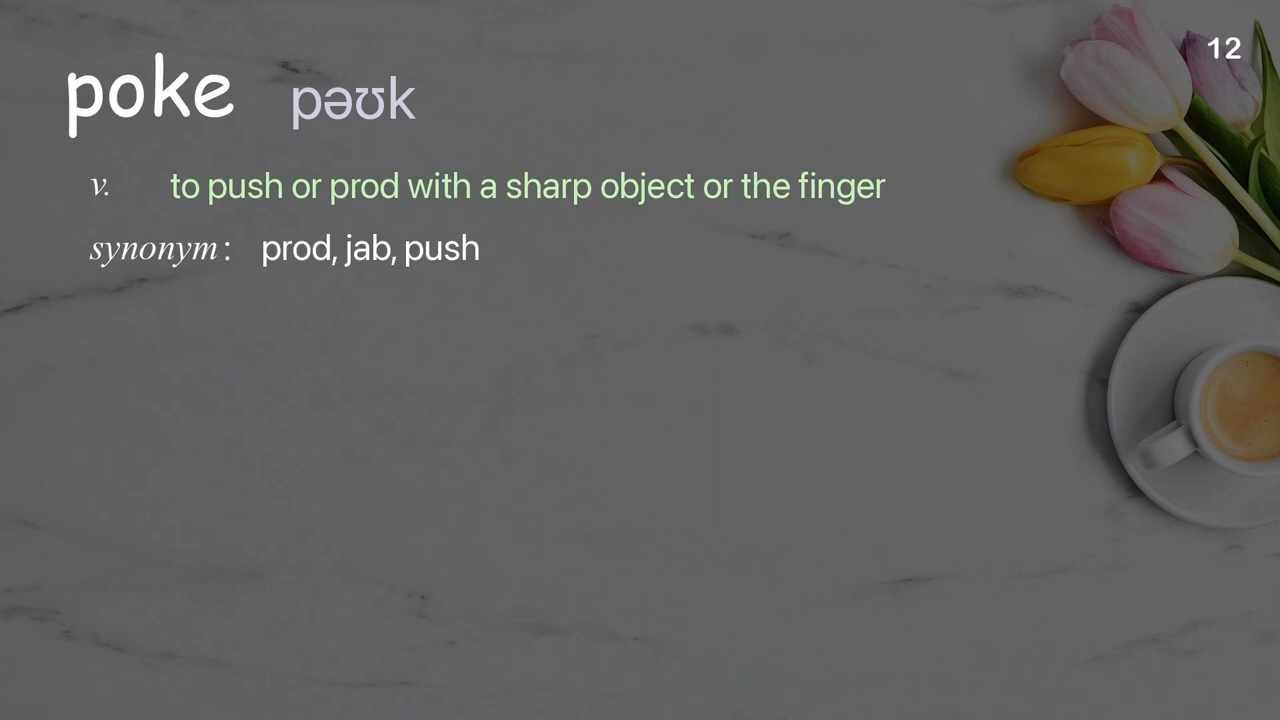 12
poke pəʊk
v. to push or prod with a sharp object or the finger
synonym : prod, jab, push